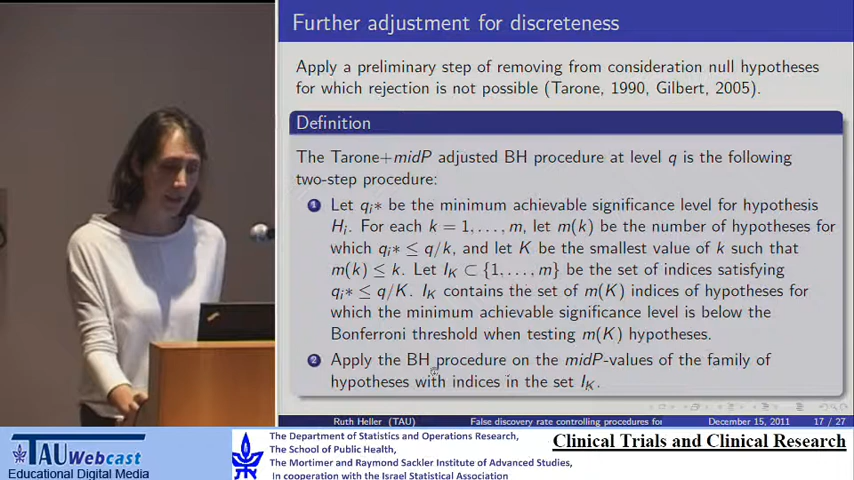 Further adjustment for discreteness
Apply a preliminary step of removing from consideration null hypotheses
for which rejection is not possible (Tarone, 1990, Gilbert, 2005).
Definition
The Tarone+midP adjusted BH procedure at level q is the following
two-step procedure:
1 Let qᵢ* be the minimum achievable significance level for hypothesis
Hᵢ. For each k = 1, . . . , m, let m(k) be the number of hypotheses for
which qᵢ* ≤ q/k, and let K be the smallest value of k such that
m(k) ≤ k. Let I_K ⊂ {1, . . . , m} be the set of indices satisfying
qᵢ* ≤ q/K. I_K contains the set of m(K) indices of hypotheses for
which the minimum achievable significance level is below the
Bonferroni threshold when testing m(K) hypotheses.
2 Apply the BH procedure on the midP-values of the family of
hypotheses with indices in the set I_K.
Ruth Heller (TAU) False discovery rate controlling procedures for December 15, 2011 17 / 27
TAU Webcast
Educational Digital Media
The Department of Statistics and Operations Research,
The School of Public Health,
The Mortimer and Raymond Sackler Institute of Advanced Studies,
In cooperation with the Israel Statistical Association
Clinical Trials and Clinical Research